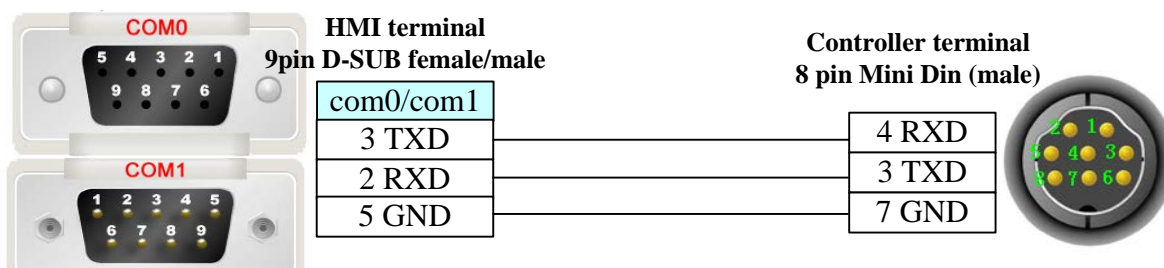 COM0
5 4 3 2 1
9 8 7 6
COM1
1 2 3 4 5
6 7 8 9
HMI terminal
9pin D-SUB female/male
com0/com1
3 TXD
2 RXD
5 GND
Controller terminal
8 pin Mini Din (male)
4 RXD
3 TXD
7 GND
2 1
5 4 3
8 7 6